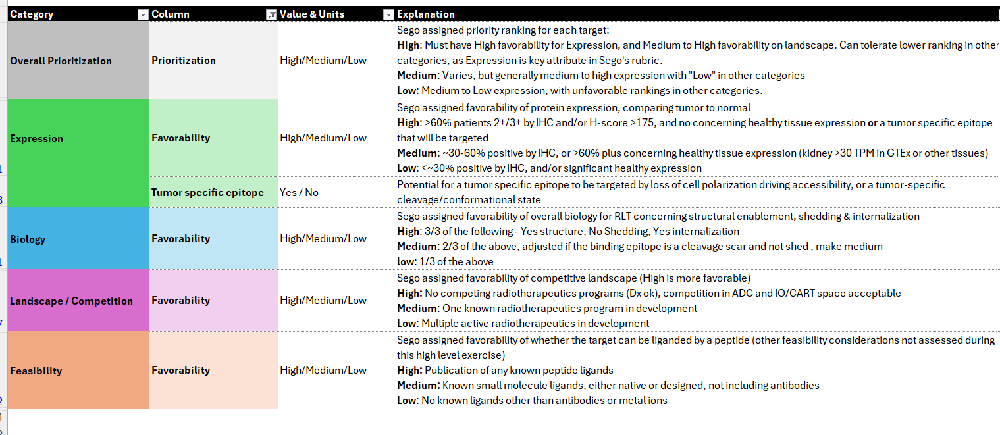 Category Column Value & Units Explanation
Sego assigned priority ranking for each target:
High: Must have High favorability for Expression, and Medium to High favorability on landscape. Can tolerate lower ranking in other
Overall Prioritization Prioritization High/Medium/Low categories, as Expression is key attribute in Sego's rubric.
Medium: Varies, but generally medium to high expression with "Low" in other categories
Low: Medium to Low expression, with unfavorable rankings in other categories.
Sego assigned favorability of protein expression, comparing tumor to normal
High: >60% patients 2+/3+ by IHC and/or H-score >175, and no concerning healthy tissue expression or a tumor specific epitope
Expression Favorability High/Medium/Low that will be targeted
Medium: ~30-60% positive by IHC, or >60% plus concerning healthy tissue expression (kidney >30 TPM in GTEx or other tissues)
Low: <~30% positive by IHC, and/or significant healthy expression
Tumor specific epitope Yes / No Potential for a tumor specific epitope to be targeted by loss of cell polarization driving accessibility, or a tumor-specific
cleavage/conformational state
Sego assigned favorability of overall biology for RLT concerning structural enablement, shedding & internalization
High: 3/3 of the following - Yes structure, No Shedding, Yes internalization
Biology Favorability High/Medium/Low Medium: 2/3 of the above, adjusted if the binding epitope is a cleavage scar and not shed , make medium
low: 1/3 of the above
Sego assigned favorability of competitive landscape (High is more favorable)
High: No competing radiotherapeutics programs (Dx ok), competition in ADC and IO/CART space acceptable
Landscape / Competition Favorability High/Medium/Low Medium: One known radiotherapeutics program in development
Low: Multiple active radiotherapeutics in development
Sego assigned favorability of whether the target can be liganded by a peptide (other feasibility considerations not assessed during
this high level exercise)
Feasibility Favorability High/Medium/Low High: Publication of any known peptide ligands
Medium: Known small molecule ligands, either native or designed, not including antibodies
Low: No known ligands other than antibodies or metal ions